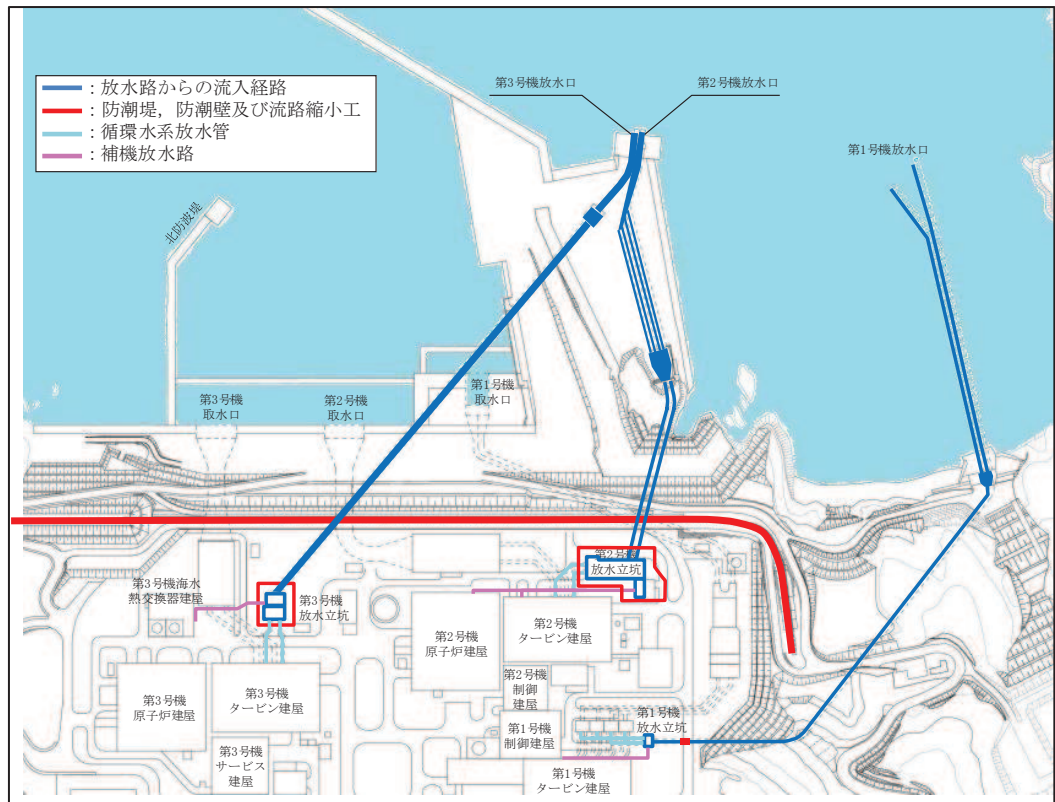 ：放水路からの流入経路
：防潮堤，防潮壁及び流路縮小工
：循環水系放水管
：補機放水路
第3号機放水口
第2号機放水口
第1号機放水口
北防波堤
第3号機
取水口
第2号機
取水口
第1号機
取水口
第3号機海水
熱交換器建屋
第3号機
放水立坑
第2号機
放水立坑
第2号機
原子炉建屋
第2号機
タービン建屋
第2号機
制御
建屋
第1号機
制御建屋
第1号機
放水立坑
第1号機
タービン建屋
第3号機
原子炉建屋
第3号機
タービン建屋
第3号機
サービス
建屋